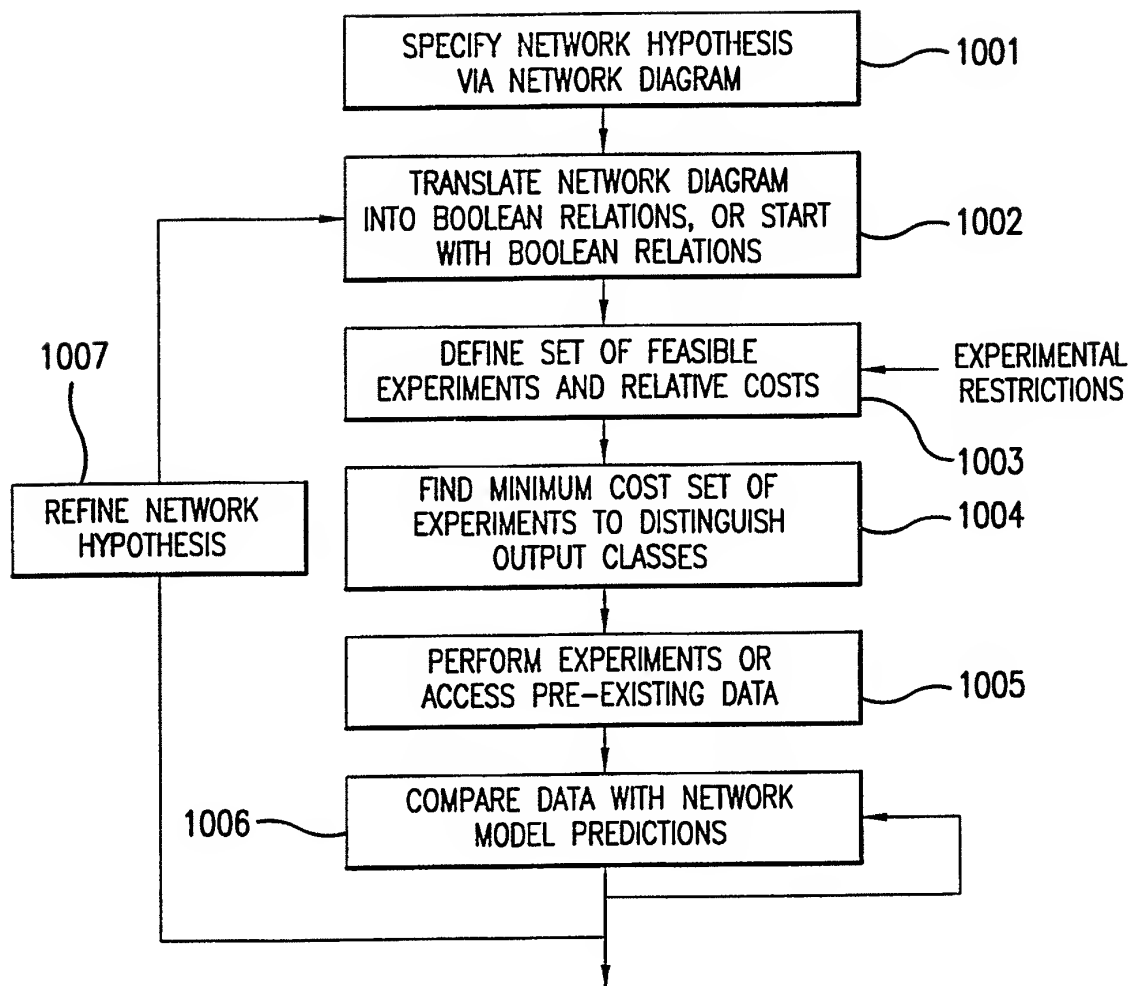 SPECIFY NETWORK HYPOTHESIS
VIA NETWORK DIAGRAM
1001
TRANSLATE NETWORK DIAGRAM
INTO BOOLEAN RELATIONS, OR START
WITH BOOLEAN RELATIONS
1002
DEFINE SET OF FEASIBLE
EXPERIMENTS AND RELATIVE COSTS
EXPERIMENTAL
RESTRICTIONS
1003
1007
REFINE NETWORK
HYPOTHESIS
FIND MINIMUM COST SET OF
EXPERIMENTS TO DISTINGUISH
OUTPUT CLASSES
1004
PERFORM EXPERIMENTS OR
ACCESS PRE-EXISTING DATA
1005
COMPARE DATA WITH NETWORK
MODEL PREDICTIONS
1006